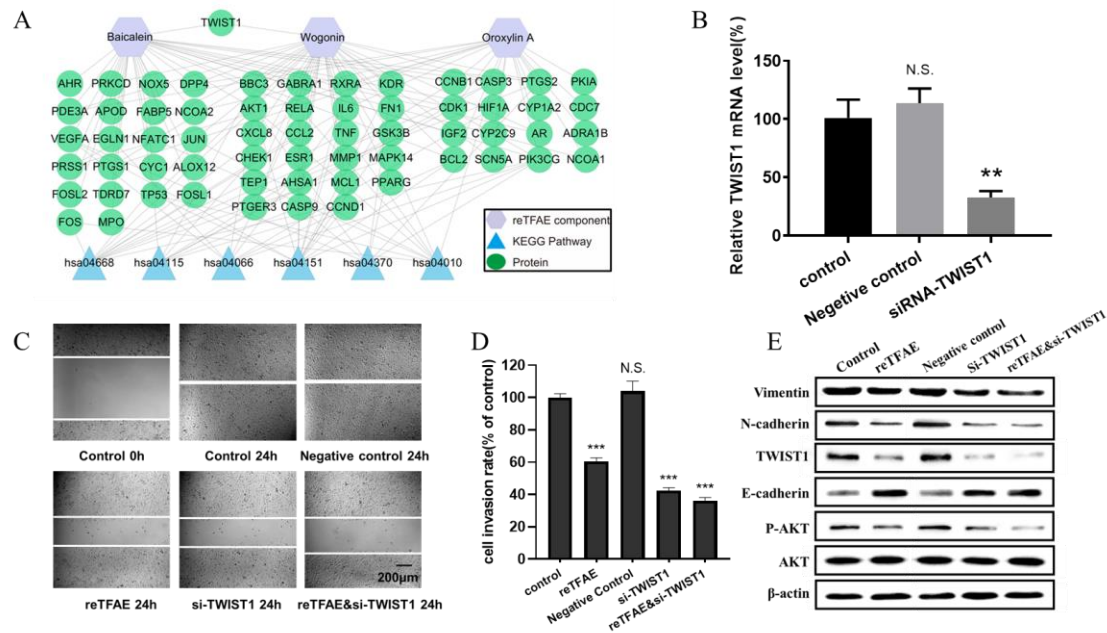 A
TWIST1
Baicalein Wogonin Oroxylin A
AHR PRKCD NOX5 DPP4 BBC3 GABRA1 RXRA KDR CCNB1 CASP3 PTGS2 PKIA
PDE3A APOD FABP5 NCOA2 AKT1 RELA IL6 FN1 CDK1 HIF1A CYP1A2 CDC7
VEGFA EGLN1 NFATC1 JUN CXCL8 CCL2 TNF GSK3B IGF2 CYP2C9 AR ADRA1B
PRSS1 PTGS1 CYC1 ALOX12 CHEK1 ESR1 MMP1 MAPK14 BCL2 SCN5A PIK3CG NCOA1
FOSL2 TDRD7 TP53 FOSL1 TEP1 AHSA1 MCL1 PPARG
FOS MPO PTGER3 CASP9 CCND1
hsa04668 hsa04115 hsa04066 hsa04151 hsa04370 hsa04010
reTFAE component
KEGG Pathway
Protein
B
Relative TWIST1 mRNA level(%)
150
100
50
0
N.S.
**
control
Negetive control
siRNA-TWIST1
C
Control 0h Control 24h Negative control 24h
200μm
reTFAE 24h si-TWIST1 24h reTFAE&si-TWIST1 24h
D
cell invasion rate(% of control)
120
100
80
60
40
20
0
***
N.S.
***
***
control
reTFAE
Negative Control
si-TWIST1
reTFAE&si-TWIST1
E
Control
reTFAE
Negative control
Si-TWIST1
reTFAE&si-TWIST1
Vimentin
N-cadherin
TWIST1
E-cadherin
P-AKT
AKT
β-actin